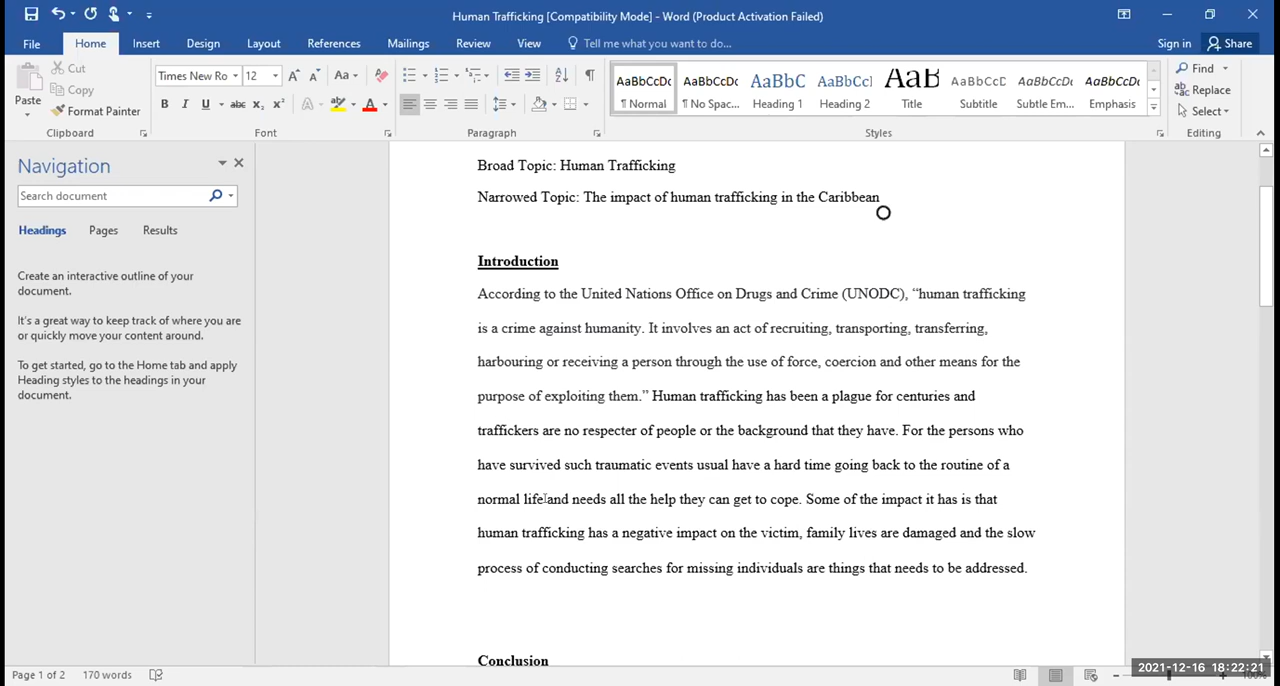 Human Trafficking [Compatibility Mode] - Word (Product Activation Failed)
File Home Insert Design Layout References Mailings Review View Tell me what you want to do... Sign in Share
Paste Cut Copy Format Painter
Clipboard
Times New Ro 12
Font
Paragraph
AaBbCcDc ¶ Normal
AaBbCcDc ¶ No Spac...
AaBbC Heading 1
AaBbCcI Heading 2
AaB Title
AaBbCcC Subtitle
AaBbCcDc Subtle Em...
AaBbCcDc Emphasis
Styles
Find
Replace
Select
Editing
Navigation
Search document
Headings Pages Results
Create an interactive outline of your
document.
It's a great way to keep track of where you are
or quickly move your content around.
To get started, go to the Home tab and apply
Heading styles to the headings in your
document.
Broad Topic: Human Trafficking
Narrowed Topic: The impact of human trafficking in the Caribbean
Introduction
According to the United Nations Office on Drugs and Crime (UNODC), “human trafficking
is a crime against humanity. It involves an act of recruiting, transporting, transferring,
harbouring or receiving a person through the use of force, coercion and other means for the
purpose of exploiting them.” Human trafficking has been a plague for centuries and
traffickers are no respecter of people or the background that they have. For the persons who
have survived such traumatic events usual have a hard time going back to the routine of a
normal life and needs all the help they can get to cope. Some of the impact it has is that
human trafficking has a negative impact on the victim, family lives are damaged and the slow
process of conducting searches for missing individuals are things that needs to be addressed.
Conclusion
Page 1 of 2 170 words
2021-12-16 18:22:21
100%